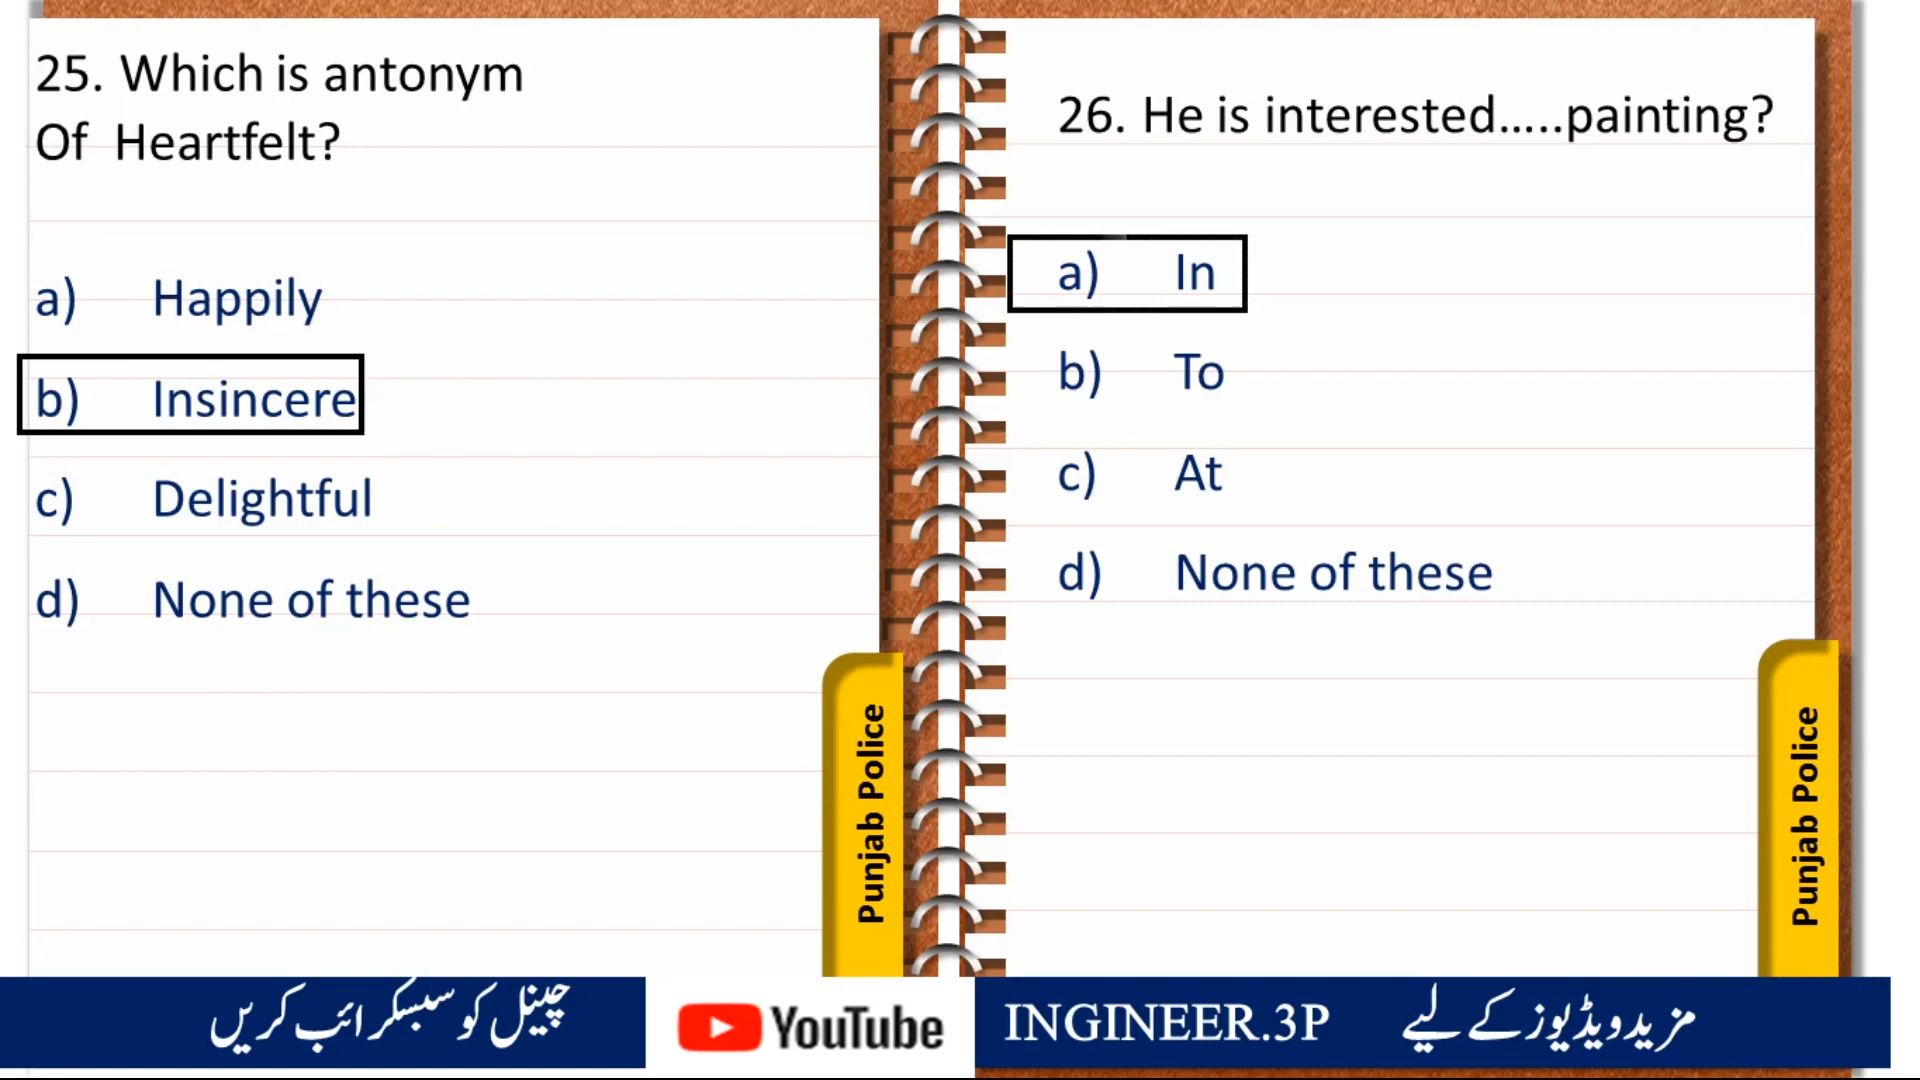 25. Which is antonym
Of Heartfelt?
a) Happily
b) Insincere
c) Delightful
d) None of these
Punjab Police
26. He is interested.....painting?
a) In
b) To
c) At
d) None of these
Punjab Police
چینل کو سبسکرائب کریں
YouTube
INGINEER.3P
مزید ویڈیوز کے لیے